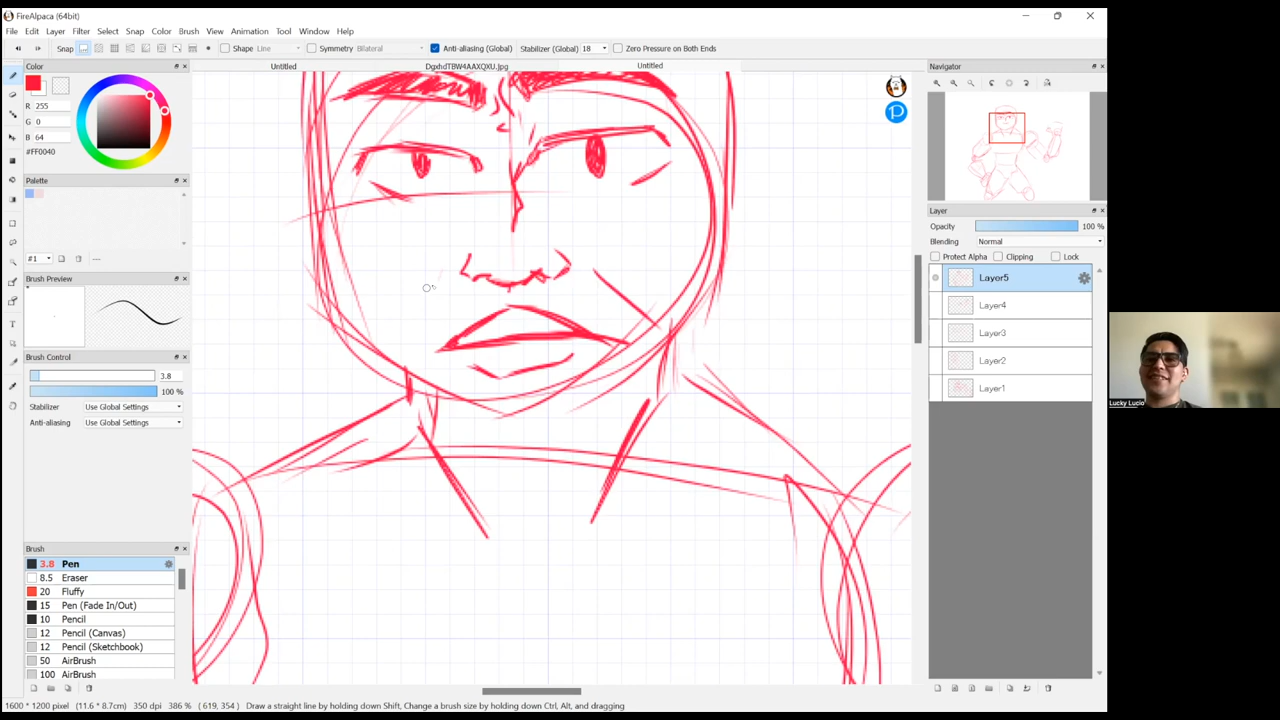 FireAlpaca (64bit)
File Edit Layer Filter Select Snap Color Brush Animation Tool Window Help
Snap Shape Line Symmetry Bilateral Anti-aliasing (Global) Stabilizer (Global) 18 Zero Pressure on Both Ends
Untitled DgxhdTBW4AAXQXU.jpg Untitled
Color
R 255
G 0
B 64
#FF0040
Palette
#1 ---
Brush Preview
Brush Control
3.8
100 %
Stabilizer Use Global Settings
Anti-aliasing Use Global Settings
Brush
3.8 Pen
8.5 Eraser
20 Fluffy
15 Pen (Fade In/Out)
10 Pencil
12 Pencil (Canvas)
12 Pencil (Sketchbook)
50 AirBrush
100 AirBrush
Navigator
Layer
Opacity 100 %
Blending Normal
Protect Alpha Clipping Lock
Layer5
Layer4
Layer3
Layer2
Layer1
Lucky Lucio
1600 * 1200 pixel (11.6 * 8.7cm) 350 dpi 386 % ( 619, 354 ) Draw a straight line by holding down Shift, Change a brush size by holding down Ctrl, Alt, and dragging